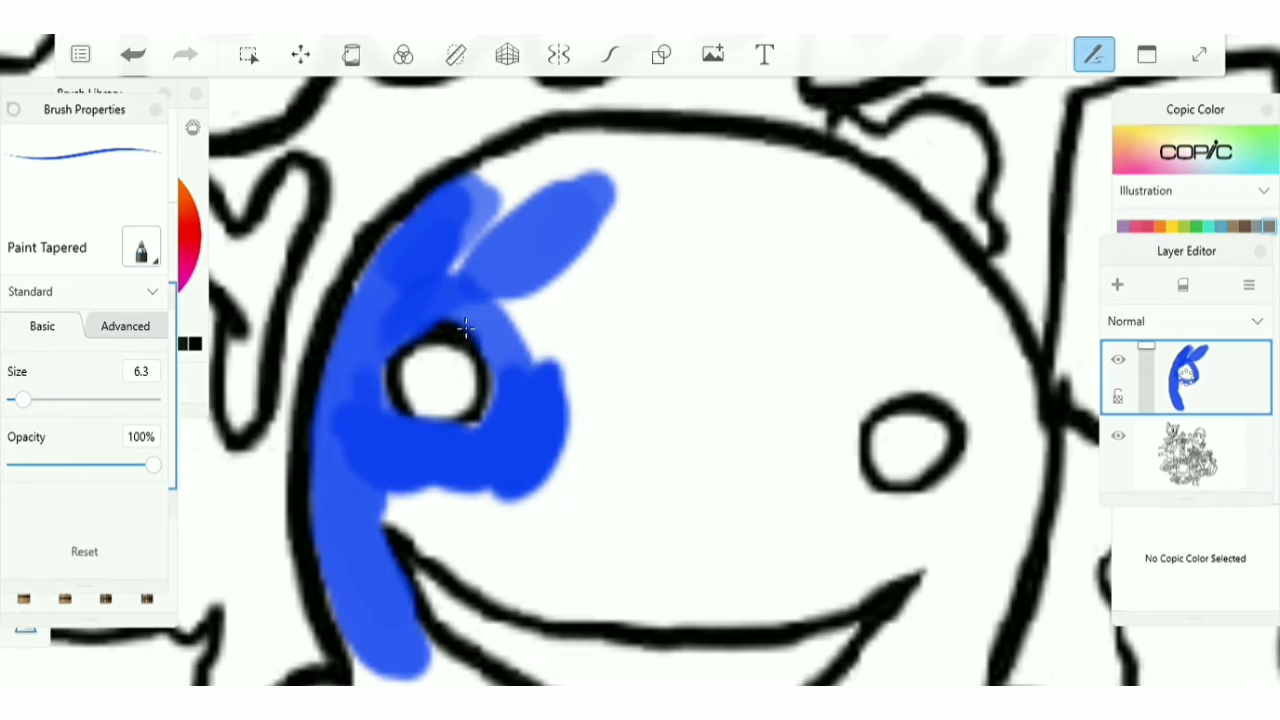 T
Brush Library
Brush Properties
Paint Tapered
Standard
Basic
Advanced
Size
6.3
Opacity
100%
Reset
Copic Color
COPIC
Illustration
Layer Editor
Normal
No Copic Color Selected